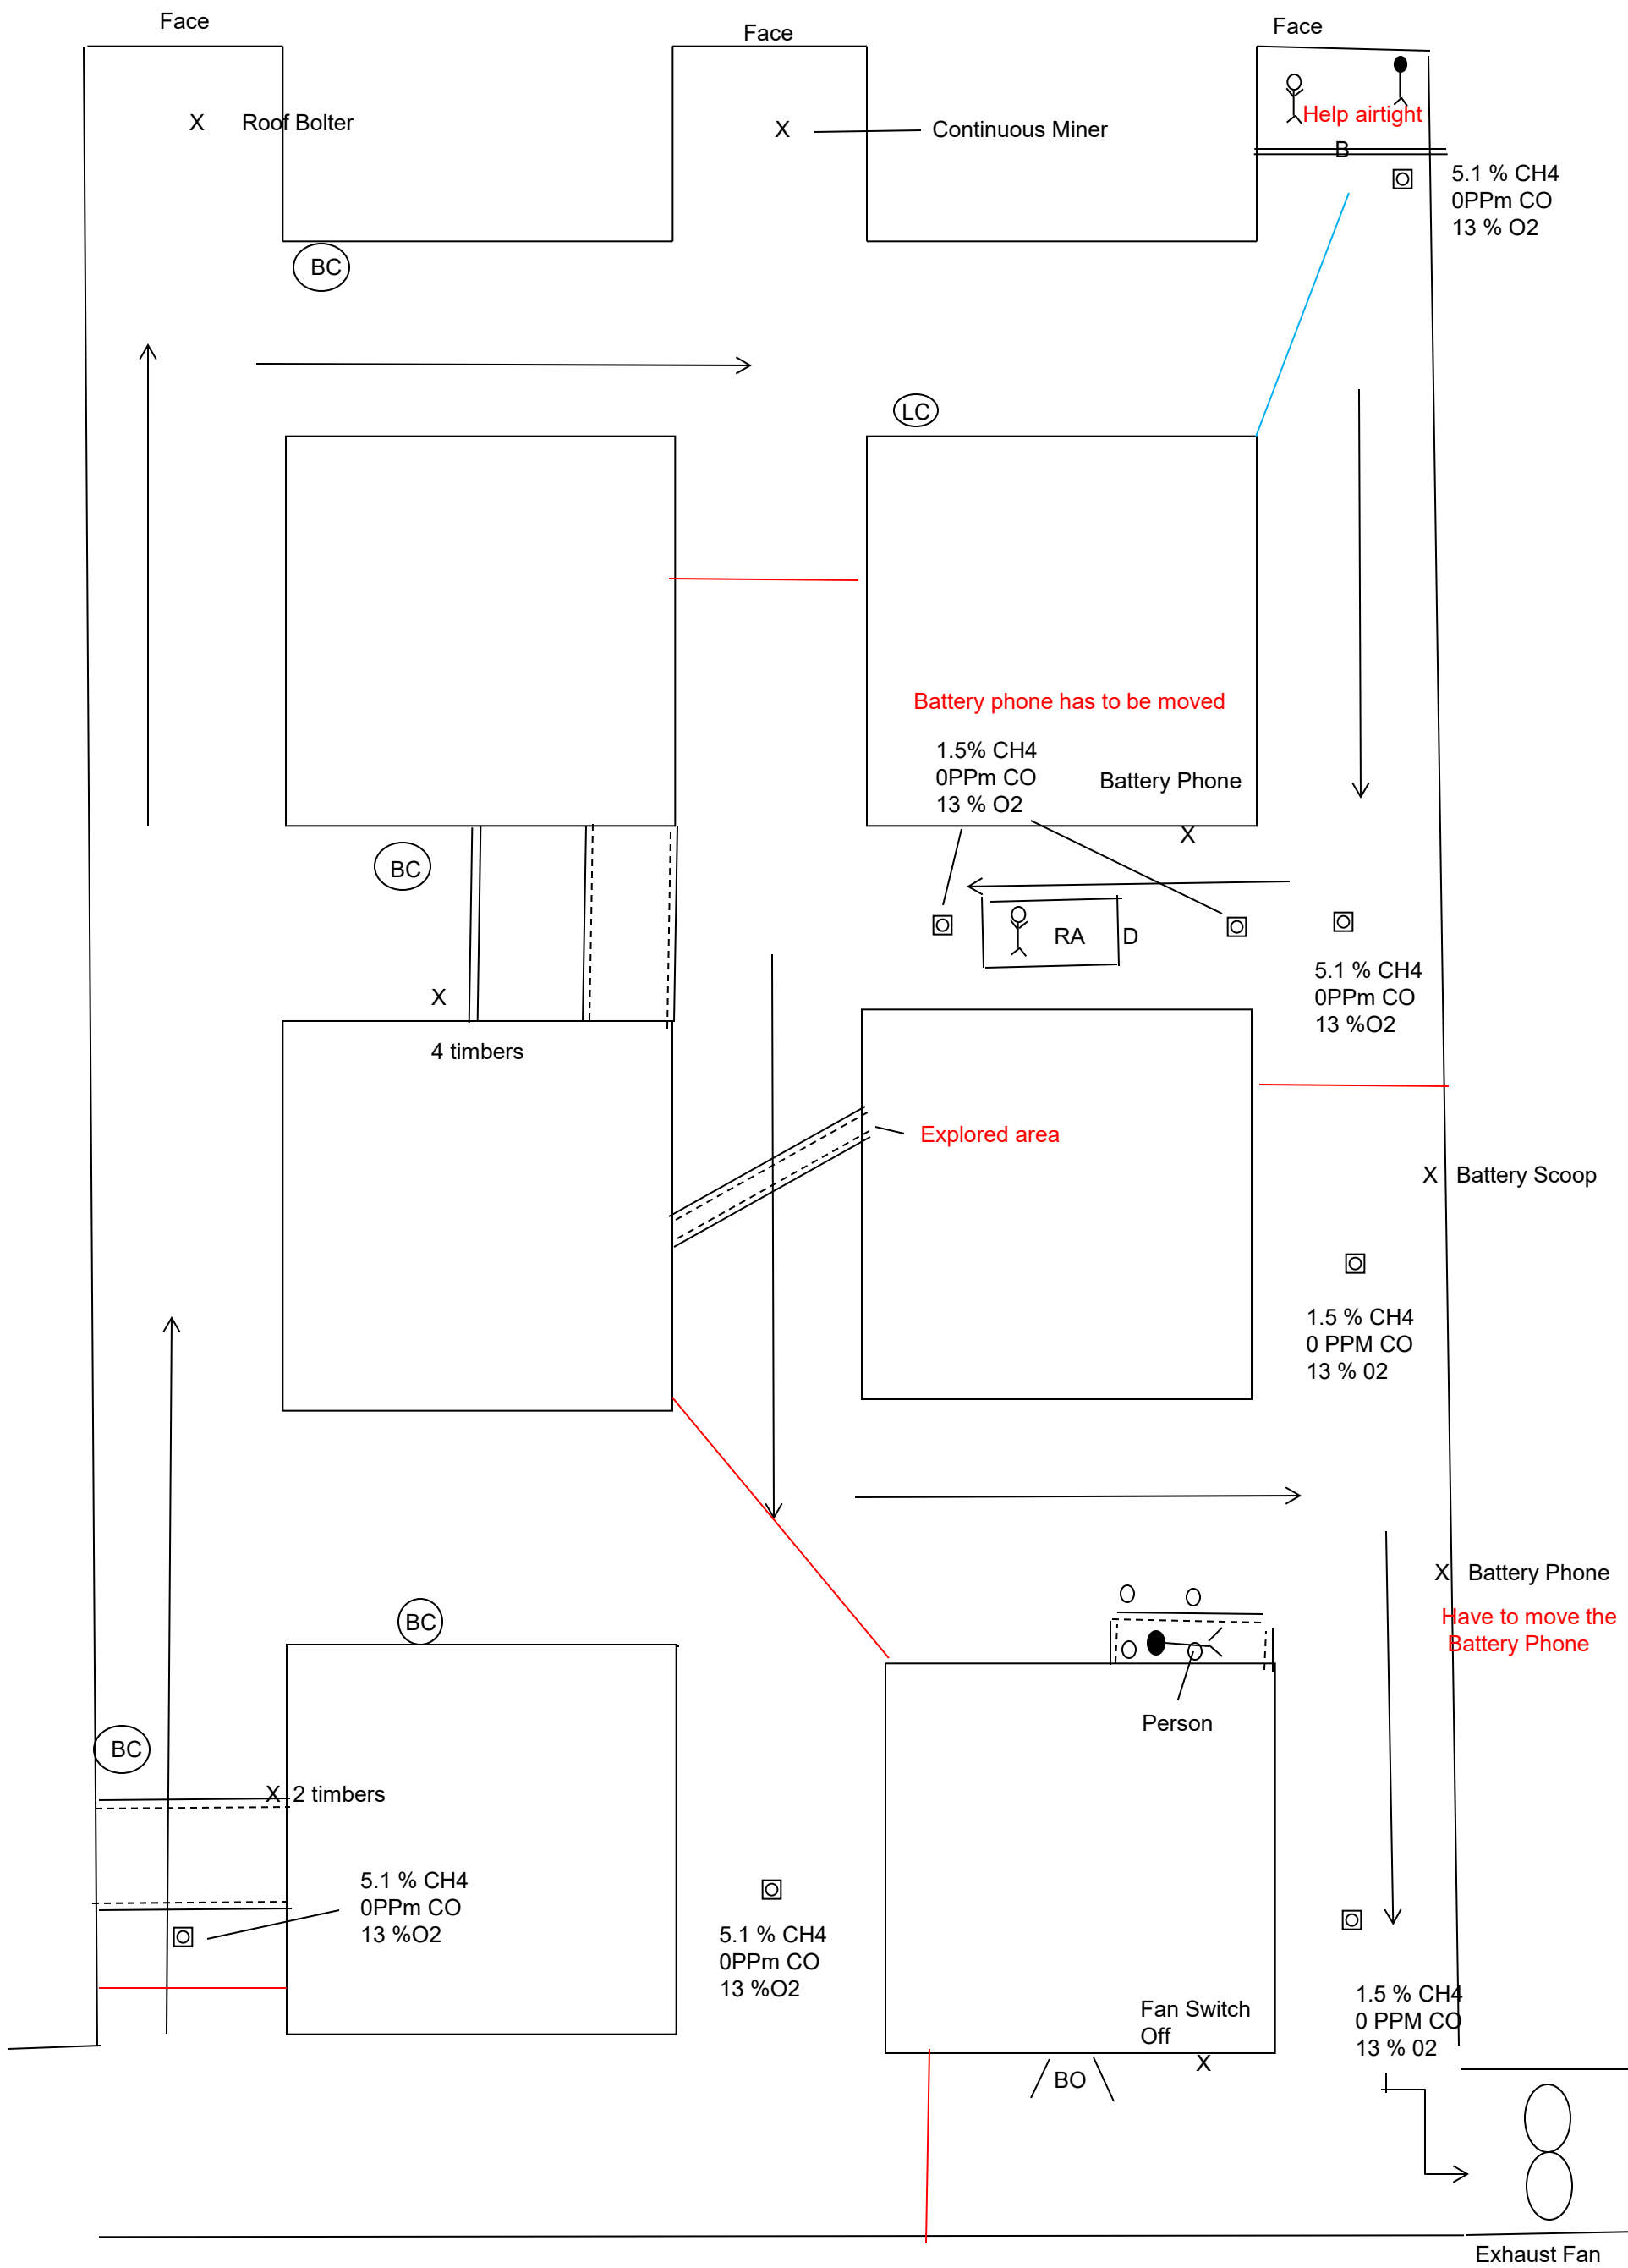 Face
Face
Face
X
Roof Bolter
X
Continuous Miner
Help airtight
B
5.1 % CH4
0PPm CO
13 % O2
BC
LC
Battery phone has to be moved
1.5% CH4
0PPm CO
13 % O2
Battery Phone
X
BC
RA
D
5.1 % CH4
0PPm CO
13 %O2
X
4 timbers
Explored area
X
Battery Scoop
1.5 % CH4
0 PPM CO
13 % 02
X
Battery Phone
Have to move the
Battery Phone
BC
Person
BC
X
2 timbers
5.1 % CH4
0PPm CO
13 %O2
5.1 % CH4
0PPm CO
13 %O2
1.5 % CH4
0 PPM CO
13 % 02
Fan Switch
Off
X
BO
Exhaust Fan